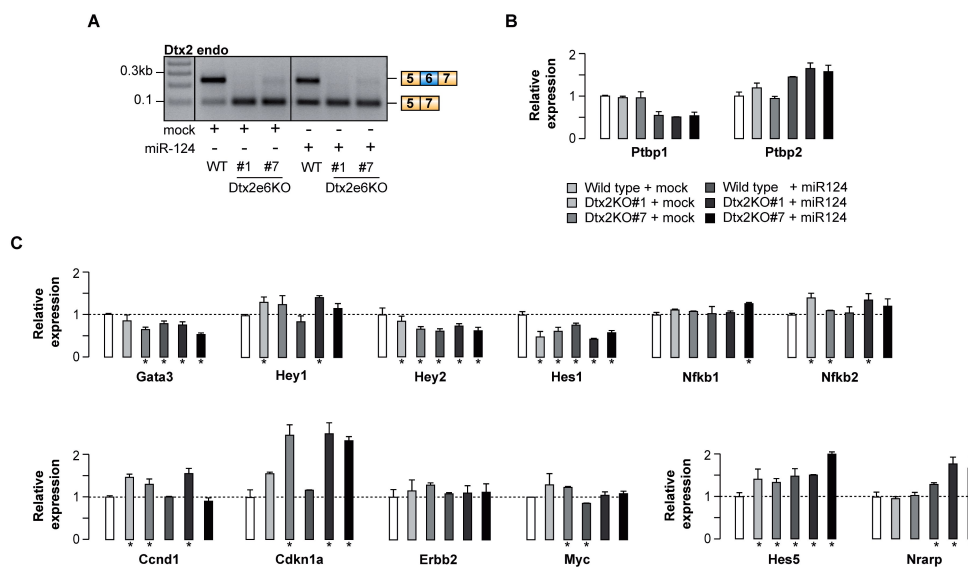 A
Dtx2 endo
0.3kb
0.1
5 6 7
5 7
mock + + + - - -
miR-124 - - - + + +
WT #1 #7 WT #1 #7
Dtx2e6KO Dtx2e6KO
B
Relative
expression
2
1
0
Ptbp1 Ptbp2
Wild type + mock Wild type + miR124
Dtx2KO#1 + mock Dtx2KO#1 + miR124
Dtx2KO#7 + mock Dtx2KO#7 + miR124
C
Relative
expression
2
1
0
* * * * * * * * * * * * * * * * * * * *
Gata3 Hey1 Hey2 Hes1 Nfkb1 Nfkb2
Relative
expression
2
1
0
* * * * * * * *
Ccnd1 Cdkn1a Erbb2 Myc
Relative
expression
2
1
0
* * * * * * *
Hes5 Nrarp